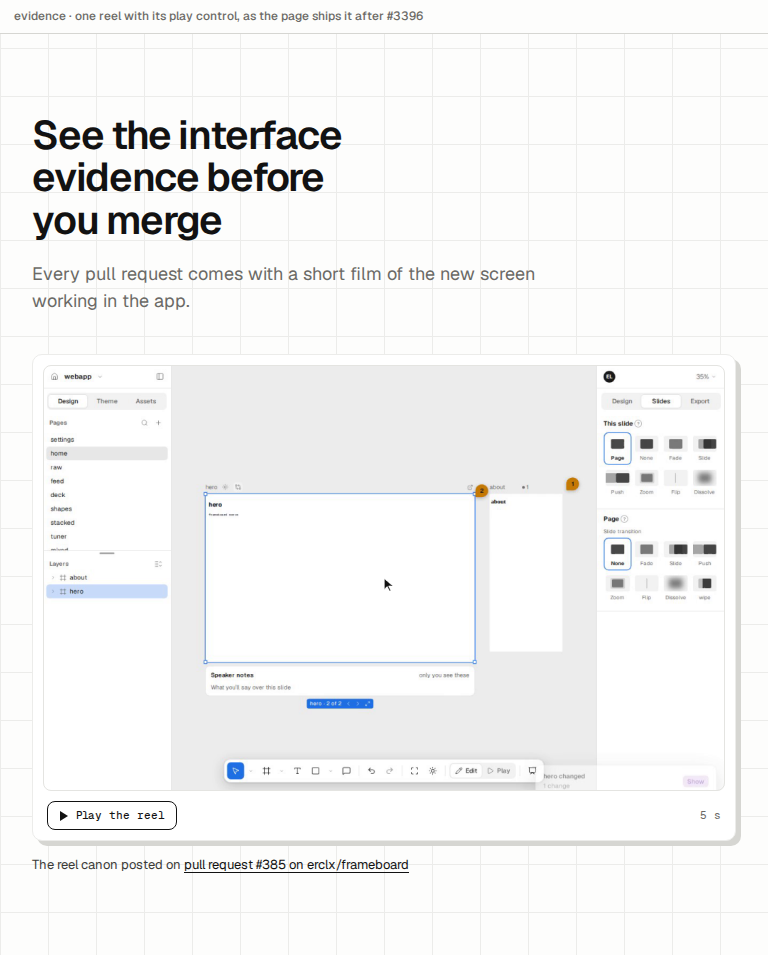 evidence · one reel with its play control, as the page ships it after #3396
See the interface
evidence before
you merge
Every pull request comes with a short film of the new screen
working in the app.
webapp
Design Theme Assets
Pages
settings
home
raw
feed
deck
shapes
stacked
tuner
Layers
about
hero
hero
2
about 1
1
hero
about
Speaker notes only you see these
What you'll say over this slide
hero · 2 of 2
Edit Play
hero changed
1 change
Show
EL 35%
Design Slides Export
This slide ?
Page None Fade Slide
Push Zoom Flip Dissolve
Page ?
Slide transition
None Fade Slide Push
Zoom Flip Dissolve wipe
Play the reel 5 s
The reel canon posted on pull request #385 on erclx/frameboard